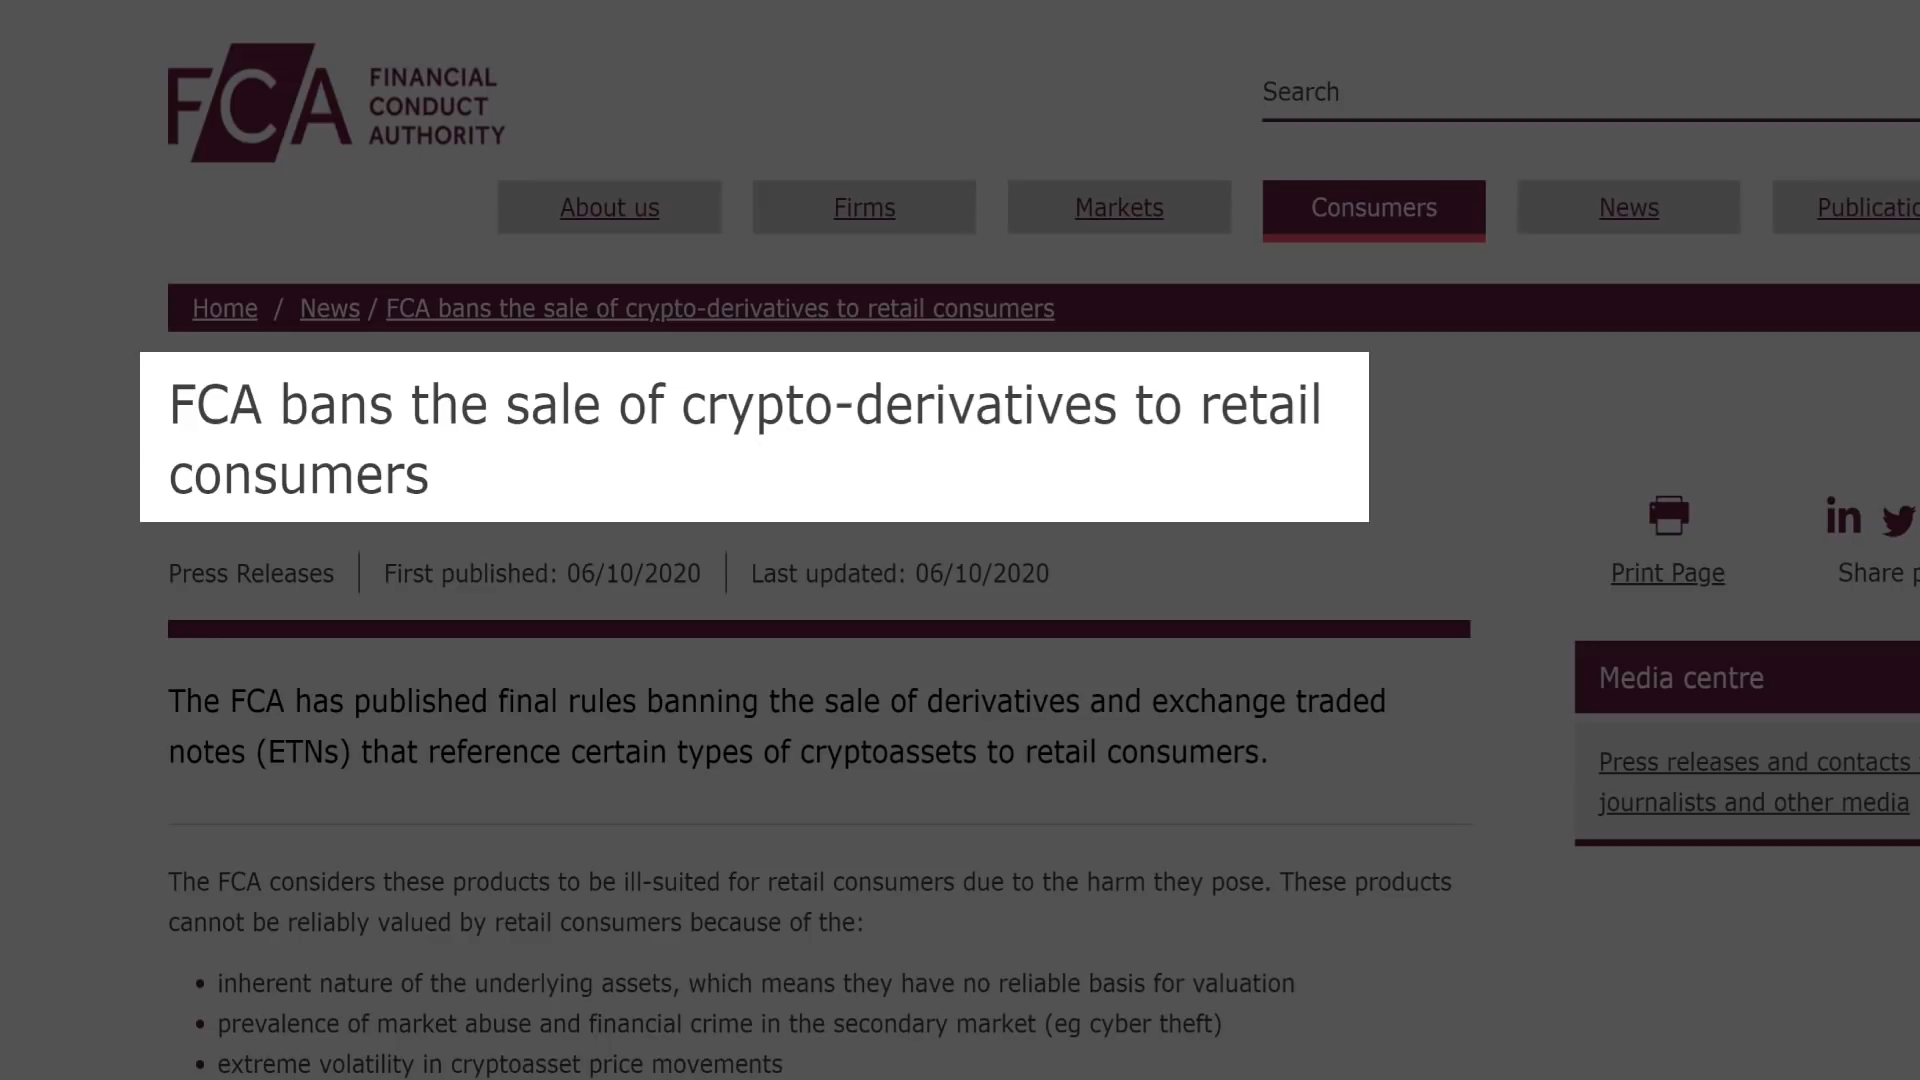 FCA FINANCIAL
CONDUCT
AUTHORITY
Search
About us Firms Markets Consumers News
Home / News / FCA bans the sale of crypto-derivatives to retail consumers
FCA bans the sale of crypto-derivatives to retail
consumers
Press Releases First published: 06/10/2020 Last updated: 06/10/2020
in
Print Page Share
The FCA has published final rules banning the sale of derivatives and exchange traded
notes (ETNs) that reference certain types of cryptoassets to retail consumers.
Media centre
Press releases and contacts
journalists and other media
The FCA considers these products to be ill-suited for retail consumers due to the harm they pose. These products
cannot be reliably valued by retail consumers because of the:
• inherent nature of the underlying assets, which means they have no reliable basis for valuation
• prevalence of market abuse and financial crime in the secondary market (eg cyber theft)
• extreme volatility in cryptoasset price movements